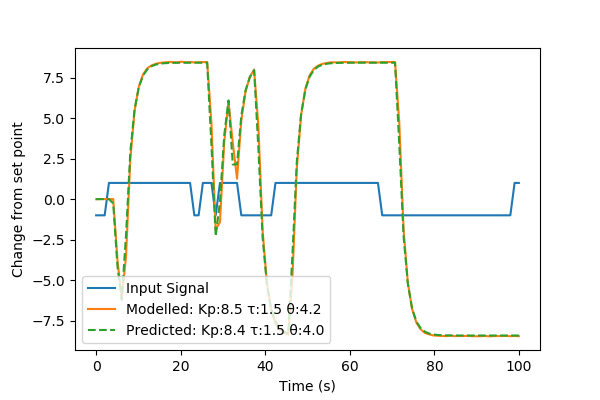 7.5
5.0
2.5
0.0
−2.5
−5.0
−7.5
Change from set point
Input Signal
Modelled: Kp:8.5 τ:1.5 θ:4.2
Predicted: Kp:8.4 τ:1.5 θ:4.0
0 20 40 60 80 100
Time (s)